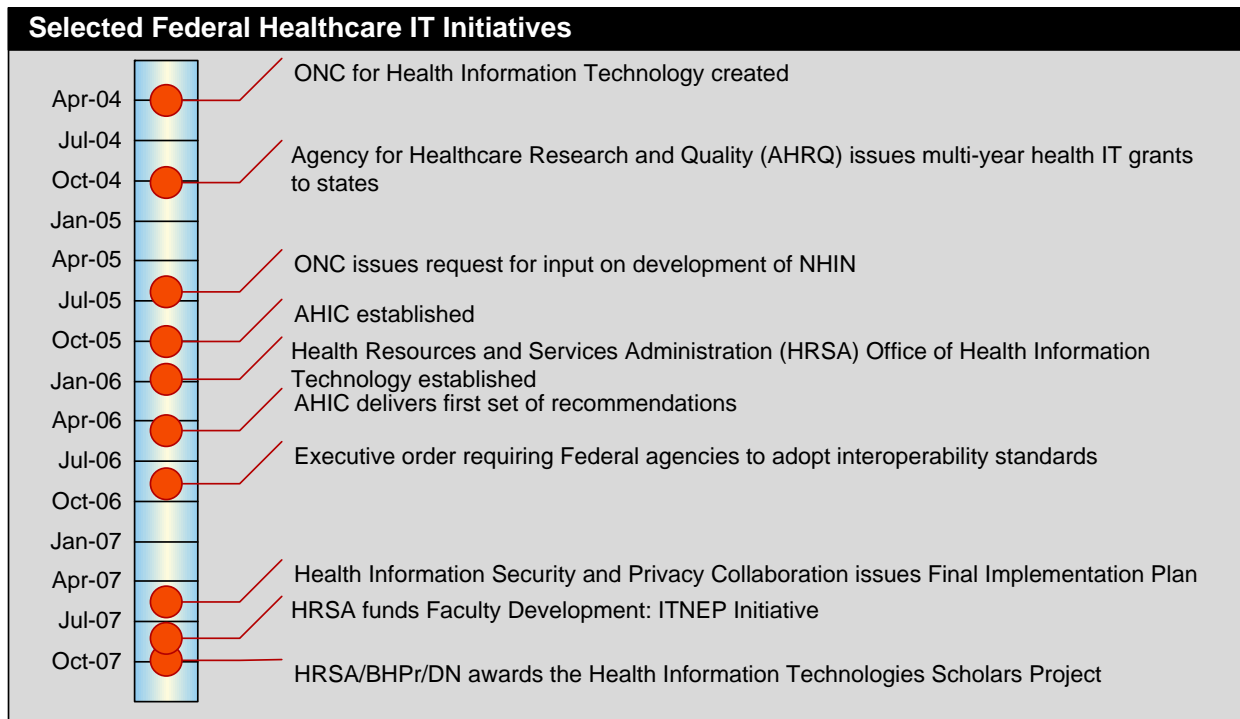 Selected Federal Healthcare IT Initiatives
ONC for Health Information Technology created
Apr-04
Jul-04
Agency for Healthcare Research and Quality (AHRQ) issues multi-year health IT grants
to states
Oct-04
Jan-05
Apr-05
ONC issues request for input on development of NHIN
Jul-05
AHIC established
Oct-05
Health Resources and Services Administration (HRSA) Office of Health Information
Technology established
Jan-06
AHIC delivers first set of recommendations
Apr-06
Jul-06
Executive order requiring Federal agencies to adopt interoperability standards
Oct-06
Jan-07
Apr-07
Health Information Security and Privacy Collaboration issues Final Implementation Plan
HRSA funds Faculty Development: ITNEP Initiative
Jul-07
Oct-07
HRSA/BHPr/DN awards the Health Information Technologies Scholars Project